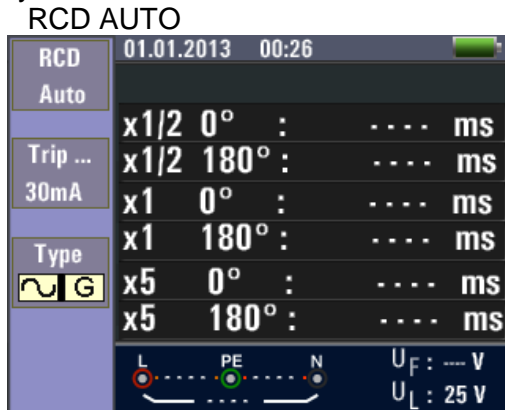 RCD AUTO
RCD
Auto
Trip ...
30mA
Type
G
01.01.2013 00:26
x1/2 0° : ---- ms
x1/2 180° : ---- ms
x1 0° : ---- ms
x1 180° : ---- ms
x5 0° : ---- ms
x5 180° : ---- ms
L PE N
UF : --- V
UL : 25 V